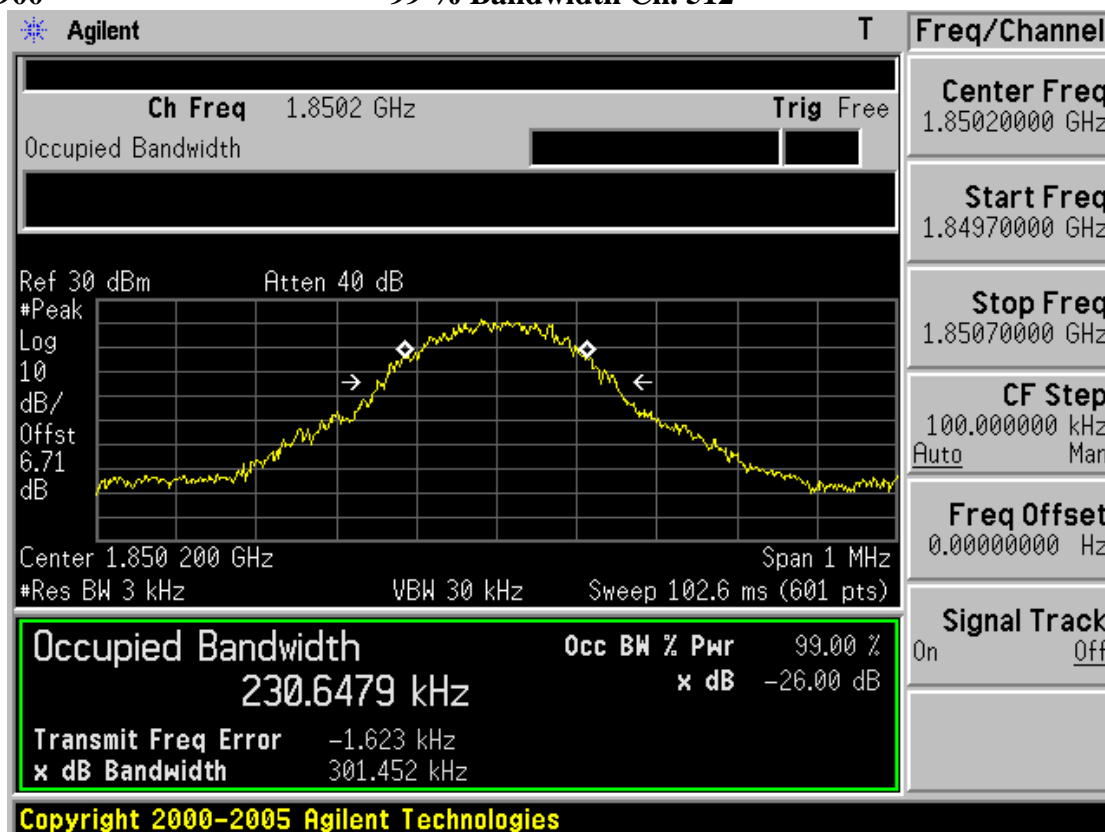 99 % Bandwidth Ch. 512
Agilent T Freq/Channel
Ch Freq 1.8502 GHz Trig Free
Occupied Bandwidth
Center Freq
1.85020000 GHz
Start Freq
1.84970000 GHz
Stop Freq
1.85070000 GHz
CF Step
100.000000 kHz
Auto Man
Freq Offset
0.00000000 Hz
Signal Track
On Off
Ref 30 dBm Atten 40 dB
#Peak
Log
10
dB/
Offst
6.71
dB
Center 1.850 200 GHz Span 1 MHz
#Res BW 3 kHz VBW 30 kHz Sweep 102.6 ms (601 pts)
Occupied Bandwidth Occ BW % Pwr 99.00 %
230.6479 kHz x dB -26.00 dB
Transmit Freq Error -1.623 kHz
x dB Bandwidth 301.452 kHz
Copyright 2000-2005 Agilent Technologies